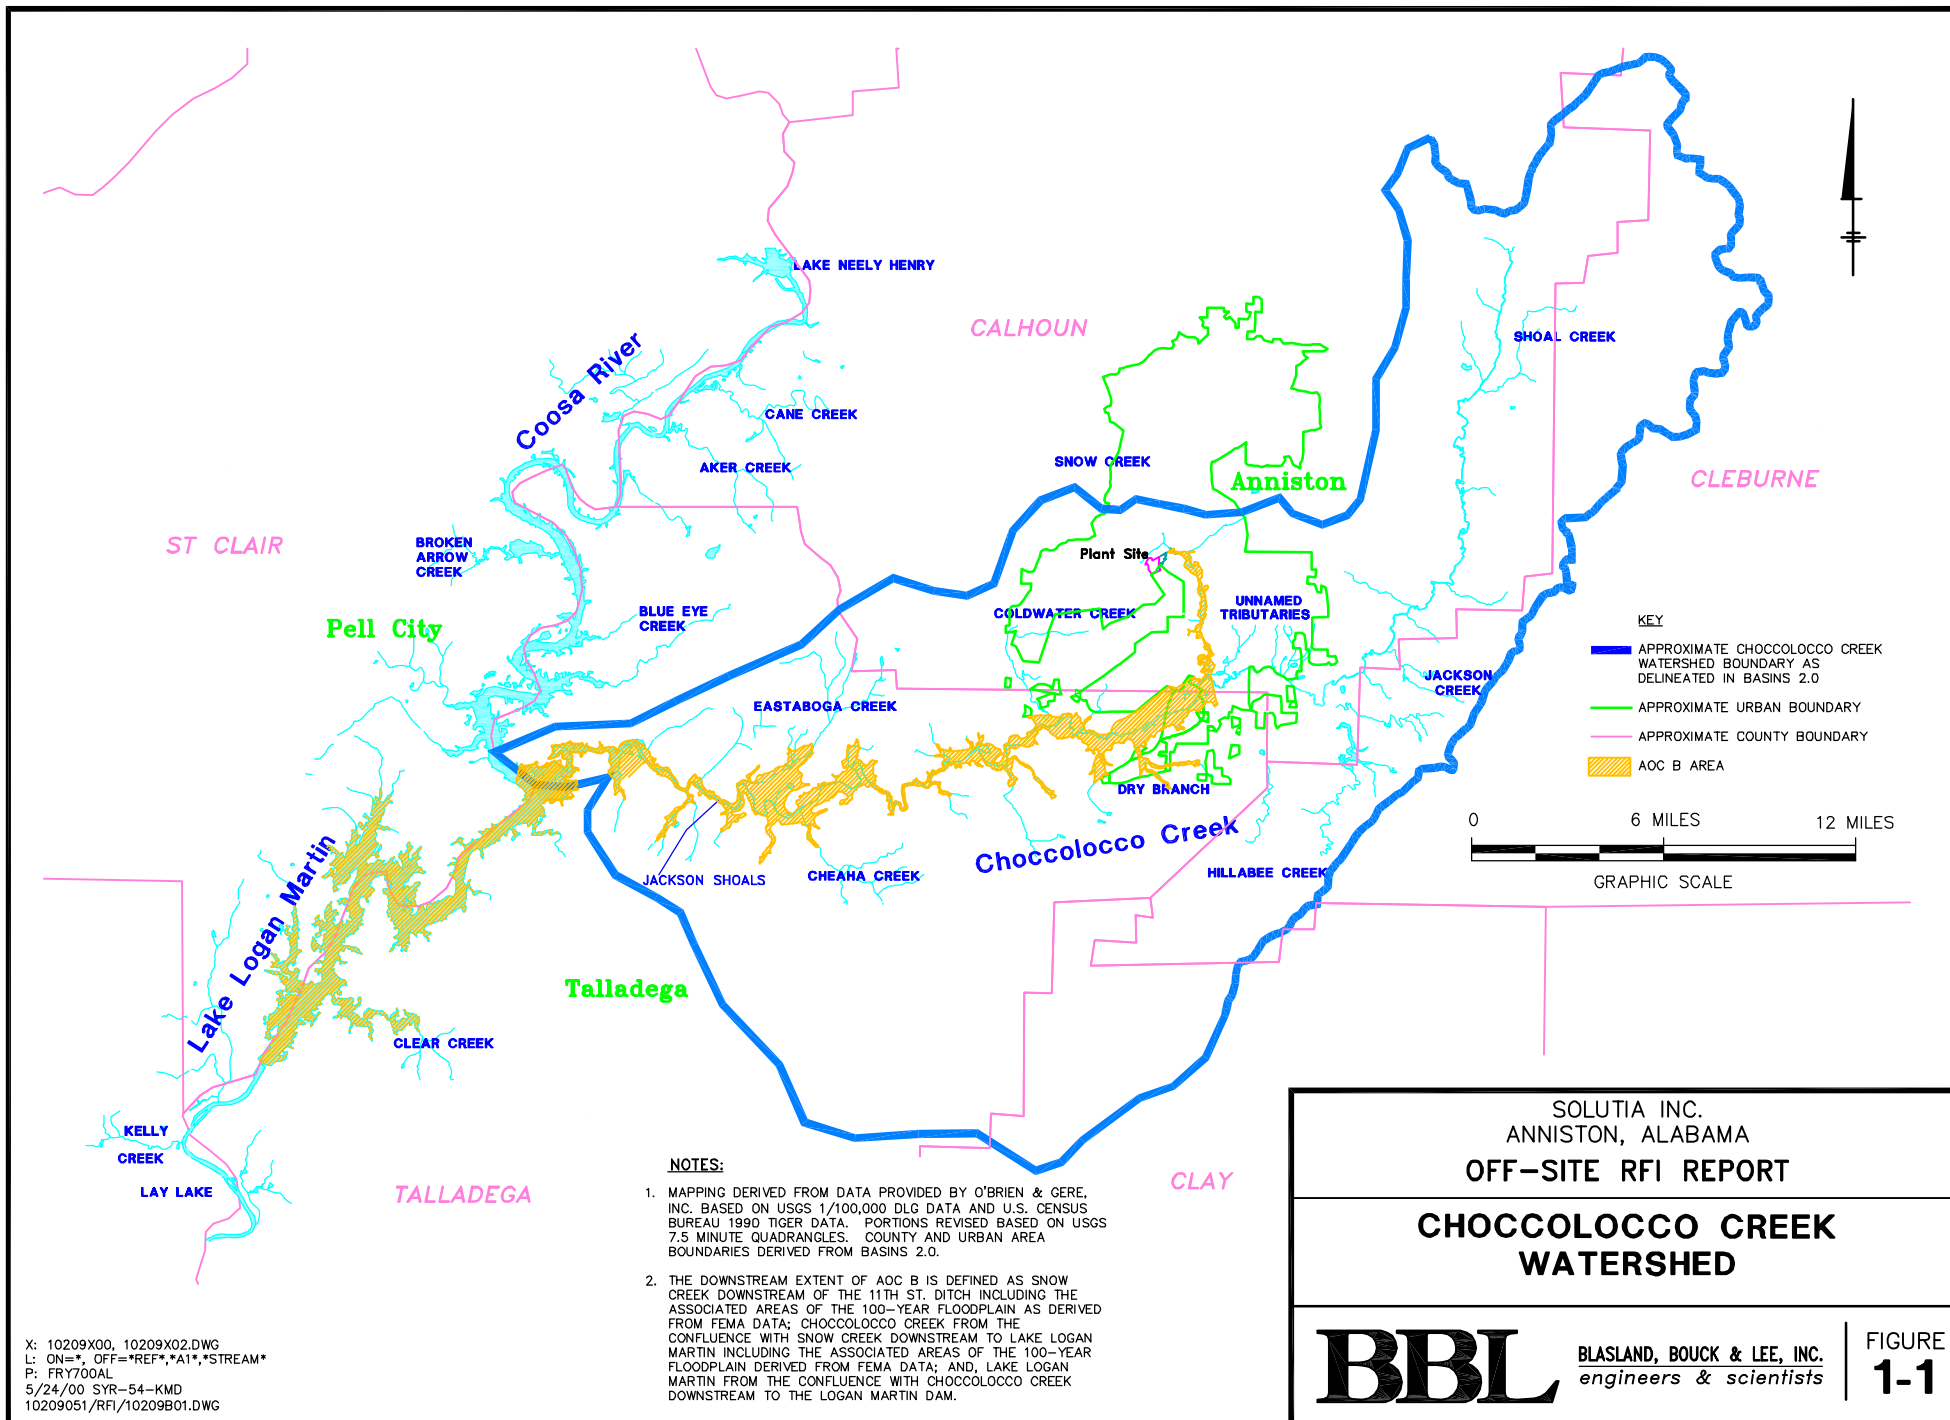 LAKE NEELY HENRY
CALHOUN
SHOAL CREEK
Coosa River
CANE CREEK
AKER CREEK
SNOW CREEK
Anniston
CLEBURNE
ST CLAIR
BROKEN
ARROW
CREEK
Plant Site
Pell City
BLUE EYE
CREEK
COLDWATER CREEK
UNNAMED
TRIBUTARIES
JACKSON
CREEK
EASTABOGA CREEK
KEY
APPROXIMATE CHOCCOLOCCO CREEK
WATERSHED BOUNDARY AS
DELINEATED IN BASINS 2.0
APPROXIMATE URBAN BOUNDARY
APPROXIMATE COUNTY BOUNDARY
AOC B AREA
0 6 MILES 12 MILES
GRAPHIC SCALE
DRY BRANCH
Choccolocco Creek
JACKSON SHOALS
CHEAHA CREEK
HILLABEE CREEK
Lake Logan Martin
Talladega
CLEAR CREEK
KELLY
CREEK
LAY LAKE
TALLADEGA
CLAY
NOTES:
1. MAPPING DERIVED FROM DATA PROVIDED BY O'BRIEN & GERE,
INC. BASED ON USGS 1/100,000 DLG DATA AND U.S. CENSUS
BUREAU 1990 TIGER DATA. PORTIONS REVISED BASED ON USGS
7.5 MINUTE QUADRANGLES. COUNTY AND URBAN AREA
BOUNDARIES DERIVED FROM BASINS 2.0.
2. THE DOWNSTREAM EXTENT OF AOC B IS DEFINED AS SNOW
CREEK DOWNSTREAM OF THE 11TH ST. DITCH INCLUDING THE
ASSOCIATED AREAS OF THE 100-YEAR FLOODPLAIN AS DERIVED
FROM FEMA DATA; CHOCCOLOCCO CREEK FROM THE
CONFLUENCE WITH SNOW CREEK DOWNSTREAM TO LAKE LOGAN
MARTIN INCLUDING THE ASSOCIATED AREAS OF THE 100-YEAR
FLOODPLAIN DERIVED FROM FEMA DATA; AND, LAKE LOGAN
MARTIN FROM THE CONFLUENCE WITH CHOCCOLOCCO CREEK
DOWNSTREAM TO THE LOGAN MARTIN DAM.
X: 10209X00, 10209X02.DWG
L: ON=*, OFF=*REF*,*A1*,*STREAM*
P: FRY700AL
5/24/00 SYR-54-KMD
10209051/RFI/10209B01.DWG
SOLUTIA INC.
ANNISTON, ALABAMA
OFF-SITE RFI REPORT
CHOCCOLOCCO CREEK
WATERSHED
BBL
BLASLAND, BOUCK & LEE, INC.
engineers & scientists
FIGURE
1-1